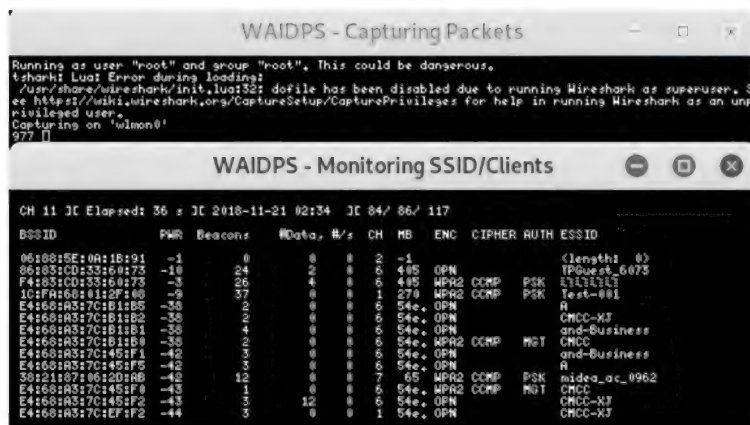 WAIDPS - Capturing Packets
Running as user "root" and group "root". This could be dangerous.
tshark: Lua: Error during loading:
/usr/share/wireshark/init.lua:32: dofile has been disabled due to running Wireshark as superuser. S
ee https://wiki.wireshark.org/CaptureSetup/CapturePrivileges for help in running Wireshark as an unp
rivileged user.
Capturing on 'wlmon0'
977
WAIDPS - Monitoring SSID/Clients
CH 11 ][ Elapsed: 36 s ][ 2018-11-21 02:34 ][ 84/ 86/ 117
BSSID PWR Beacons #Data, #/s CH MB ENC CIPHER AUTH ESSID
06:88:5E:0A:1B:91 -1 0 0 0 2 -1 <length: 0>
86:83:CD:33:60:73 -10 24 2 0 6 405 OPN TPGuest_6073
F4:83:CD:33:60:73 -3 26 4 0 6 405 WPA2 CCMP PSK
1C:FA:68:01:2F:08 -9 37 0 0 1 270 WPA2 CCMP PSK Test-001
E4:68:A3:7C:B1:B5 -38 2 0 0 6 54e. OPN A
E4:68:A3:7C:B1:B2 -38 2 0 0 6 54e. OPN CMCC-XJ
E4:68:A3:7C:B1:B1 -38 4 0 0 6 54e. OPN and-Business
E4:68:A3:7C:B1:B0 -38 2 0 0 6 54e. WPA2 CCMP MGT CMCC
E4:68:A3:7C:45:F1 -42 3 0 0 6 54e. OPN and-Business
E4:68:A3:7C:45:F5 -42 3 0 0 6 54e. OPN A
38:21:87:06:2D:AB -42 12 0 0 7 65 WPA2 CCMP PSK midea_ac_0962
E4:68:A3:7C:45:F0 -43 1 0 0 6 54e. WPA2 CCMP MGT CMCC
E4:68:A3:7C:45:F2 -43 3 12 0 6 54e. OPN CMCC-XJ
E4:68:A3:7C:EF:F2 -44 3 0 0 1 54e. OPN CMCC-XJ